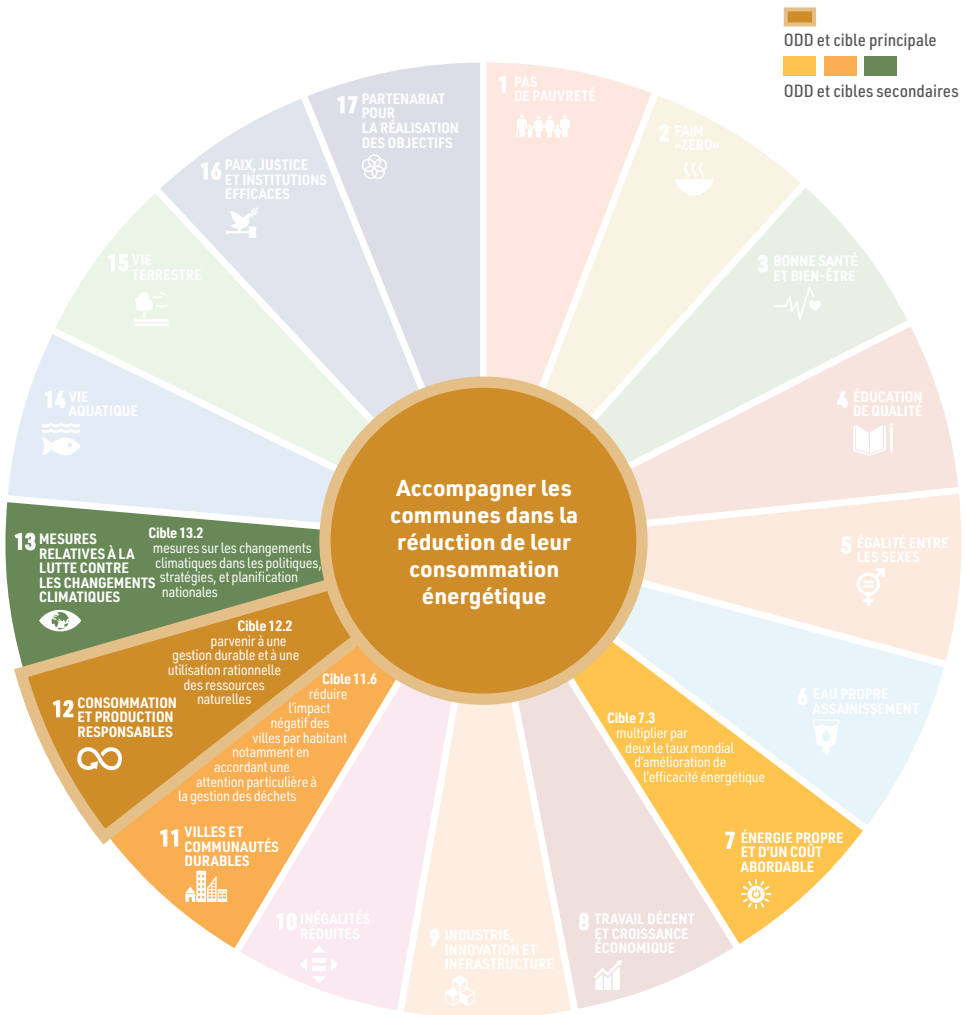 ODD et cible principale
ODD et cibles secondaires
1 PAS
DE PAUVRETÉ
2 FAIM
«ZÉRO»
3 BONNE SANTÉ
ET BIEN-ÊTRE
4 ÉDUCATION
DE QUALITÉ
5 ÉGALITÉ ENTRE
LES SEXES
6 EAU PROPRE
ASSAINISSEMENT
7 ÉNERGIE PROPRE
ET D'UN COÛT
ABORDABLE
Cible 7.3
multiplier par
deux le taux mondial
d'amélioration de
l'efficacité énergétique
8 TRAVAIL DÉCENT
ET CROISSANCE
ÉCONOMIQUE
9 INDUSTRIE,
INNOVATION ET
INFRASTRUCTURE
10 INÉGALITÉS
RÉDUITES
11 VILLES ET
COMMUNAUTÉS
DURABLES
Cible 11.6
réduire
l'impact
négatif des
villes par habitant
notamment en
accordant une
attention particulière à
la gestion des déchets
12 CONSOMMATION
ET PRODUCTION
RESPONSABLES
Cible 12.2
parvenir à une
gestion durable et à une
utilisation rationnelle
des ressources
naturelles
13 MESURES
RELATIVES À LA
LUTTE CONTRE
LES CHANGEMENTS
CLIMATIQUES
Cible 13.2
mesures sur les changements
climatiques dans les politiques,
stratégies, et planification
nationales
14 VIE
AQUATIQUE
15 VIE
TERRESTRE
16 PAIX, JUSTICE
ET INSTITUTIONS
EFFICACES
17 PARTENARIAT
POUR
LA RÉALISATION
DES OBJECTIFS
Accompagner les
communes dans la
réduction de leur
consommation
énergétique